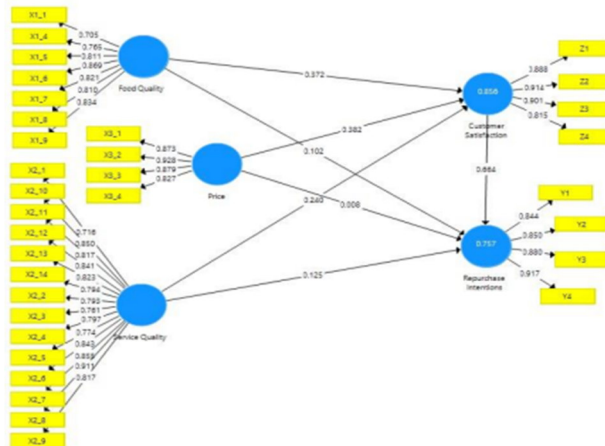 X1_1
X1_4
X1_5
X1_6
X1_7
X1_8
X1_9
0.705
0.765
0.811
0.869
0.821
0.810
0.834
Food Quality
X3_1
X3_2
X3_3
X3_4
0.873
0.928
0.879
0.827
Price
X2_1
X2_10
X2_11
X2_12
X2_13
X2_14
X2_2
X2_3
X2_4
X2_5
X2_6
X2_7
X2_8
X2_9
0.716
0.850
0.817
0.841
0.823
0.794
0.793
0.761
0.797
0.774
0.843
0.858
0.911
0.817
Service Quality
0.372
0.382
0.102
0.240
0.008
0.125
0.664
0.856
Customer
Satisfaction
0.888
0.914
0.901
0.815
Z1
Z2
Z3
Z4
0.757
Repurchase
Intentions
0.844
0.850
0.880
0.917
Y1
Y2
Y3
Y4